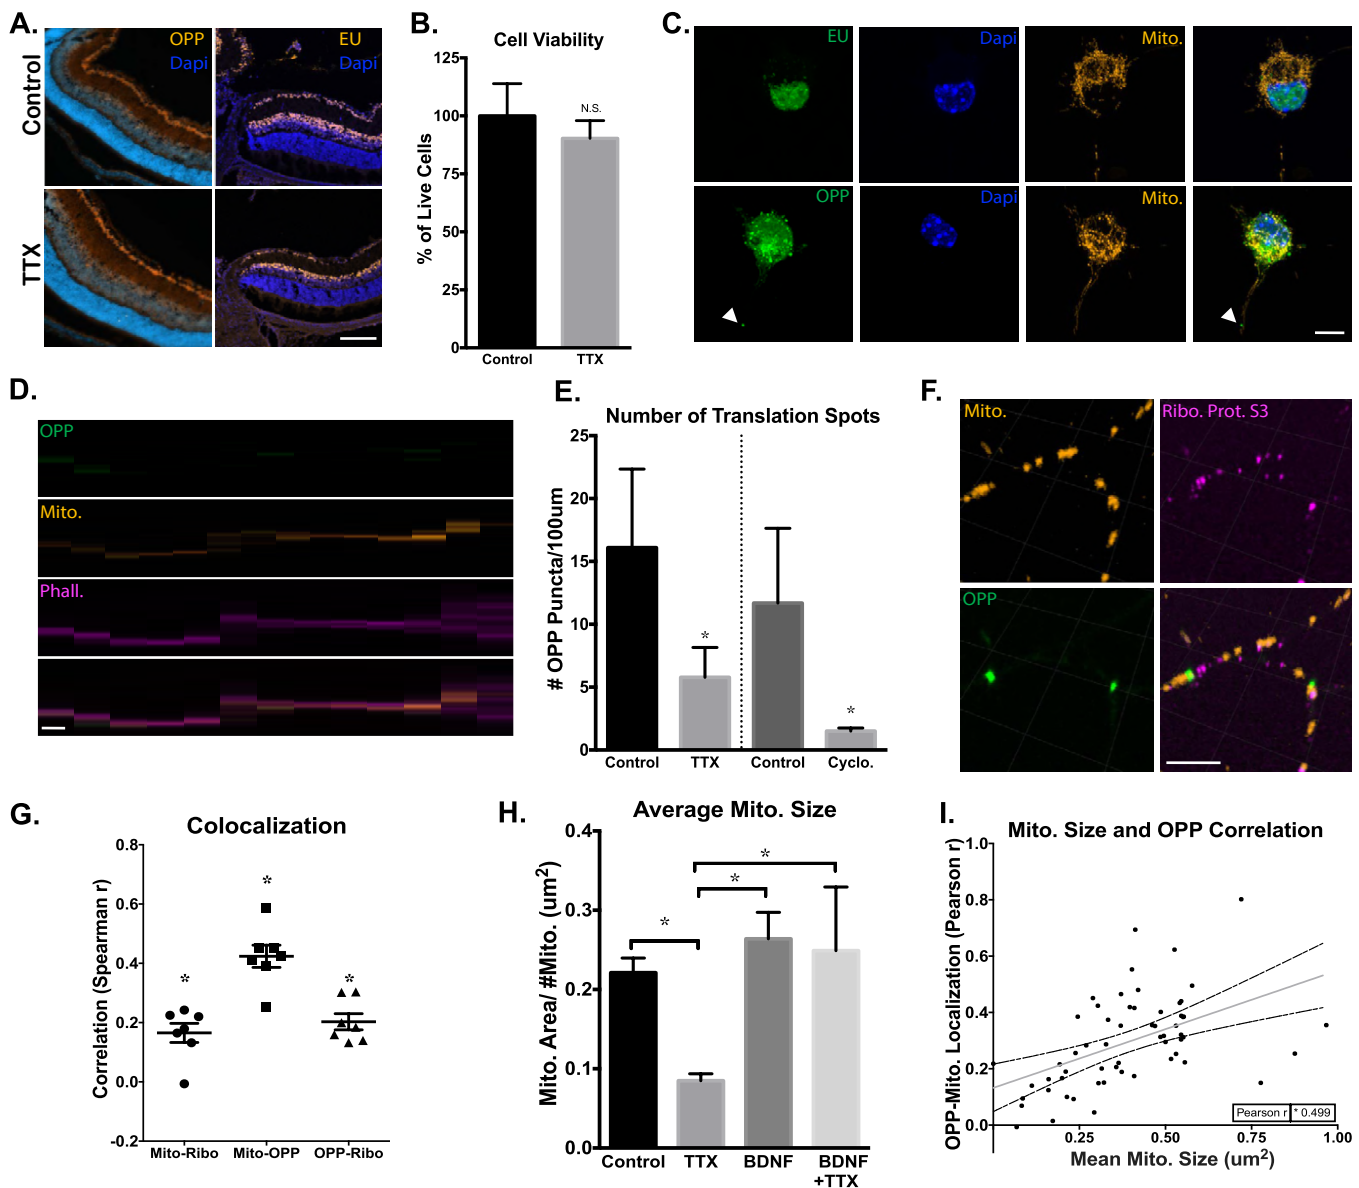 A.
Control
OPP
Dapi
EU
Dapi
TTX
B.
Cell Viability
% of Live Cells
125
100
75
50
25
0
N.S.
Control
TTX
C.
EU
Dapi
Mito.
OPP
Dapi
Mito.
D.
OPP
Mito.
Phall.
E.
Number of Translation Spots
# OPP Puncta/100um
25
20
15
10
5
0
*
*
Control
TTX
Control
Cyclo.
F.
Mito.
Ribo. Prot. S3
OPP
G.
Colocalization
Correlation (Spearman r)
0.8
0.6
0.4
0.2
0.0
-0.2
*
*
*
Mito-Ribo
Mito-OPP
OPP-Ribo
H.
Average Mito. Size
Mito. Area/ #Mito. (um²)
0.4
0.3
0.2
0.1
0.0
*
*
*
Control
TTX
BDNF
BDNF
+TTX
I.
Mito. Size and OPP Correlation
OPP-Mito. Localization (Pearson r)
1.0
0.8
0.6
0.4
0.2
0.0
Pearson r * 0.499
0.25
0.50
0.75
1.00
Mean Mito. Size (um²)